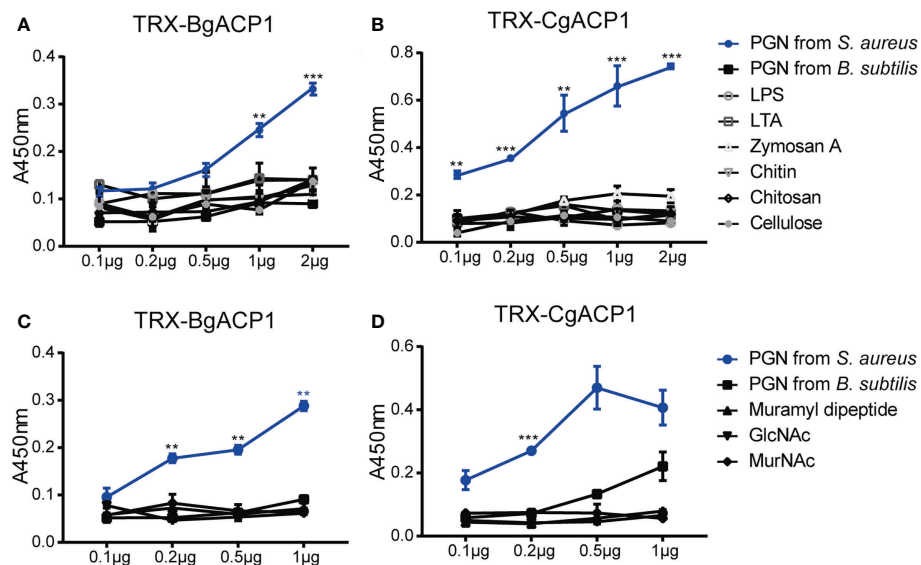 A
TRX-BgACP1
A450nm
0.4
0.3
0.2
0.1
0.0
**
***
0.1µg 0.2µg 0.5µg 1µg 2µg
B
TRX-CgACP1
A450nm
0.8
0.6
0.4
0.2
0.0
**
***
**
***
***
0.1µg 0.2µg 0.5µg 1µg 2µg
PGN from S. aureus
PGN from B. subtilis
LPS
LTA
Zymosan A
Chitin
Chitosan
Cellulose
C
TRX-BgACP1
A450nm
0.4
0.3
0.2
0.1
0.0
**
**
**
0.1µg 0.2µg 0.5µg 1µg
D
TRX-CgACP1
A450nm
0.6
0.4
0.2
0.0
***
0.1µg 0.2µg 0.5µg 1µg
PGN from S. aureus
PGN from B. subtilis
Muramyl dipeptide
GlcNAc
MurNAc